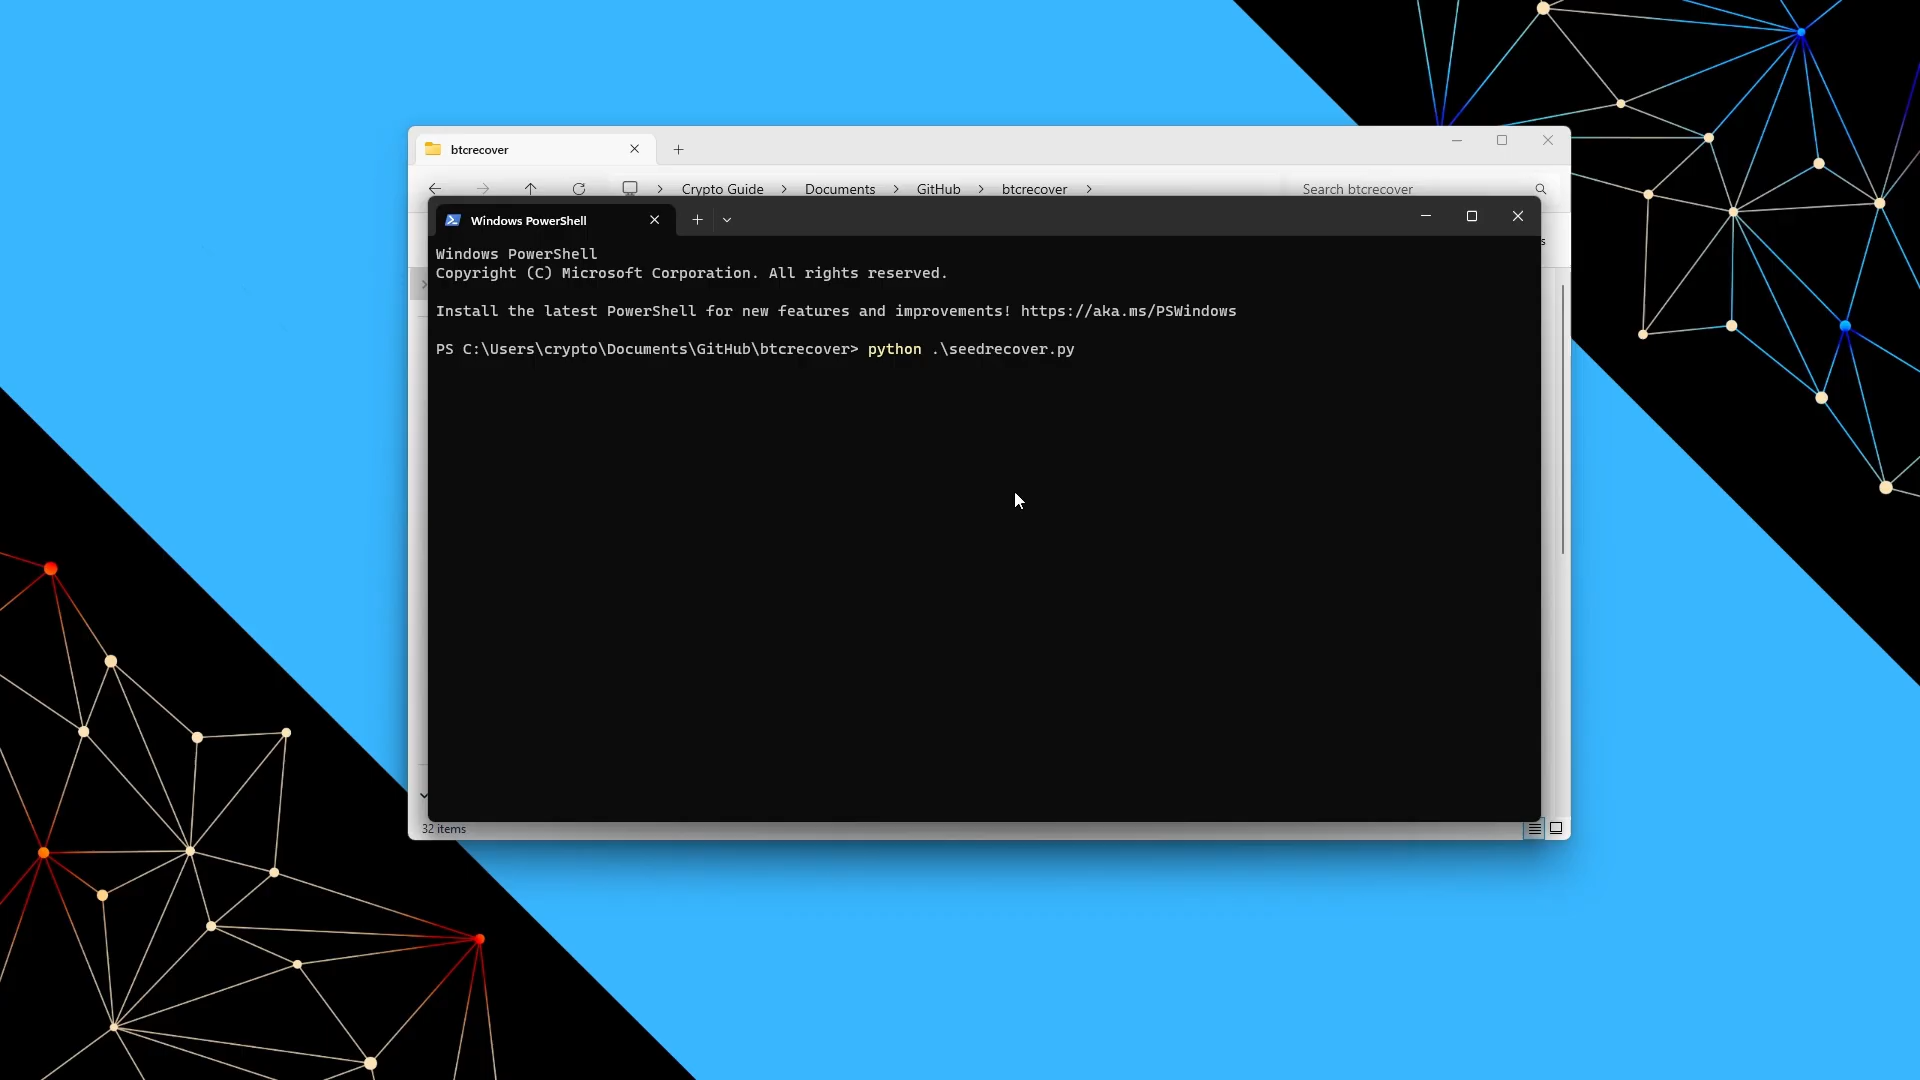 btcrecover
Crypto Guide > Documents > GitHub > btcrecover >
Search btcrecover
Windows PowerShell
Windows PowerShell
Copyright (C) Microsoft Corporation. All rights reserved.
Install the latest PowerShell for new features and improvements! https://aka.ms/PSWindows
PS C:\Users\crypto\Documents\GitHub\btcrecover> python .\seedrecover.py
32 items